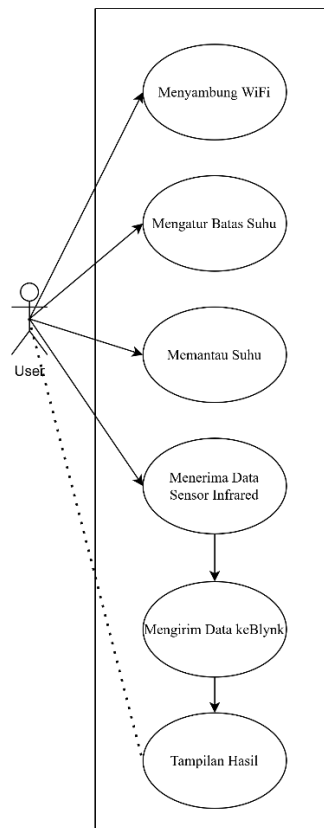 Menyambung WiFi
Mengatur Batas Suhu
Memantau Suhu
User
Menerima Data
Sensor Infrared
Mengirim Data keBlynk
Tampilan Hasil